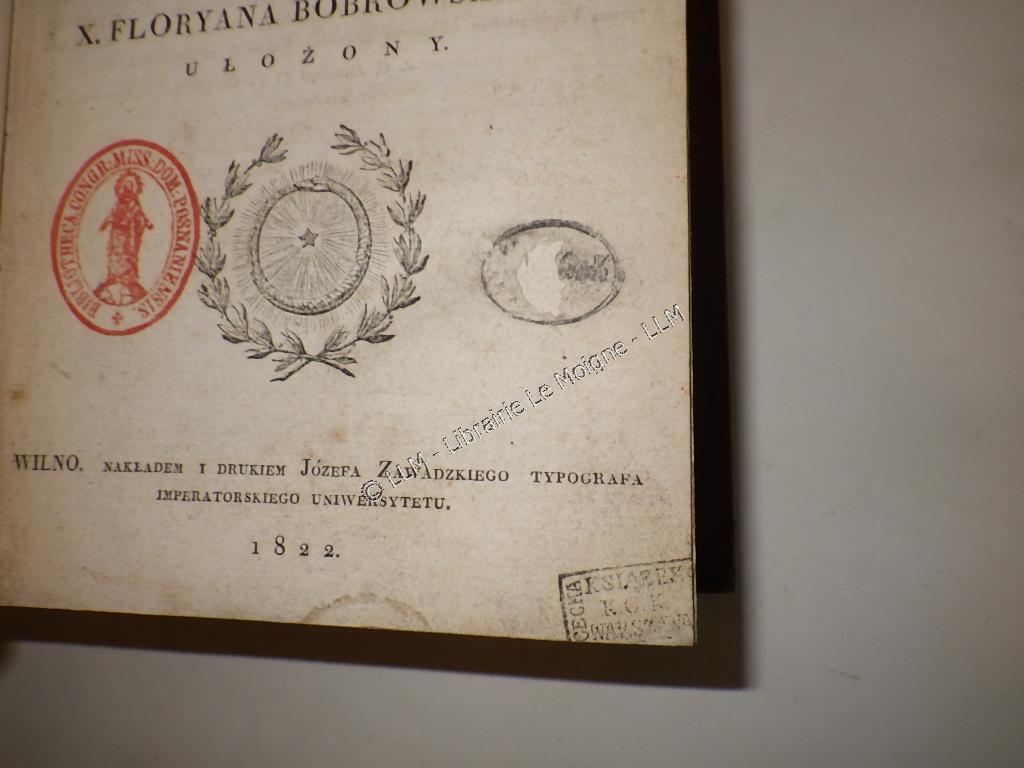 X. FLORYANA
UŁOŻONY.
BIBLIOTHECA CONGR. MISS. DOM. POSNANIENSIS.
© LLM - Librairie Le Moigne - LLM
WILNO. NAKŁADEM I DRUKIEM JÓZEFA ZAWADZKIEGO TYPOGRAFA
IMPERATORSKIEGO UNIWERSYTETU.
1822.
CECHA
KSIĄŻEK
K. C. K.
WARSZAWA